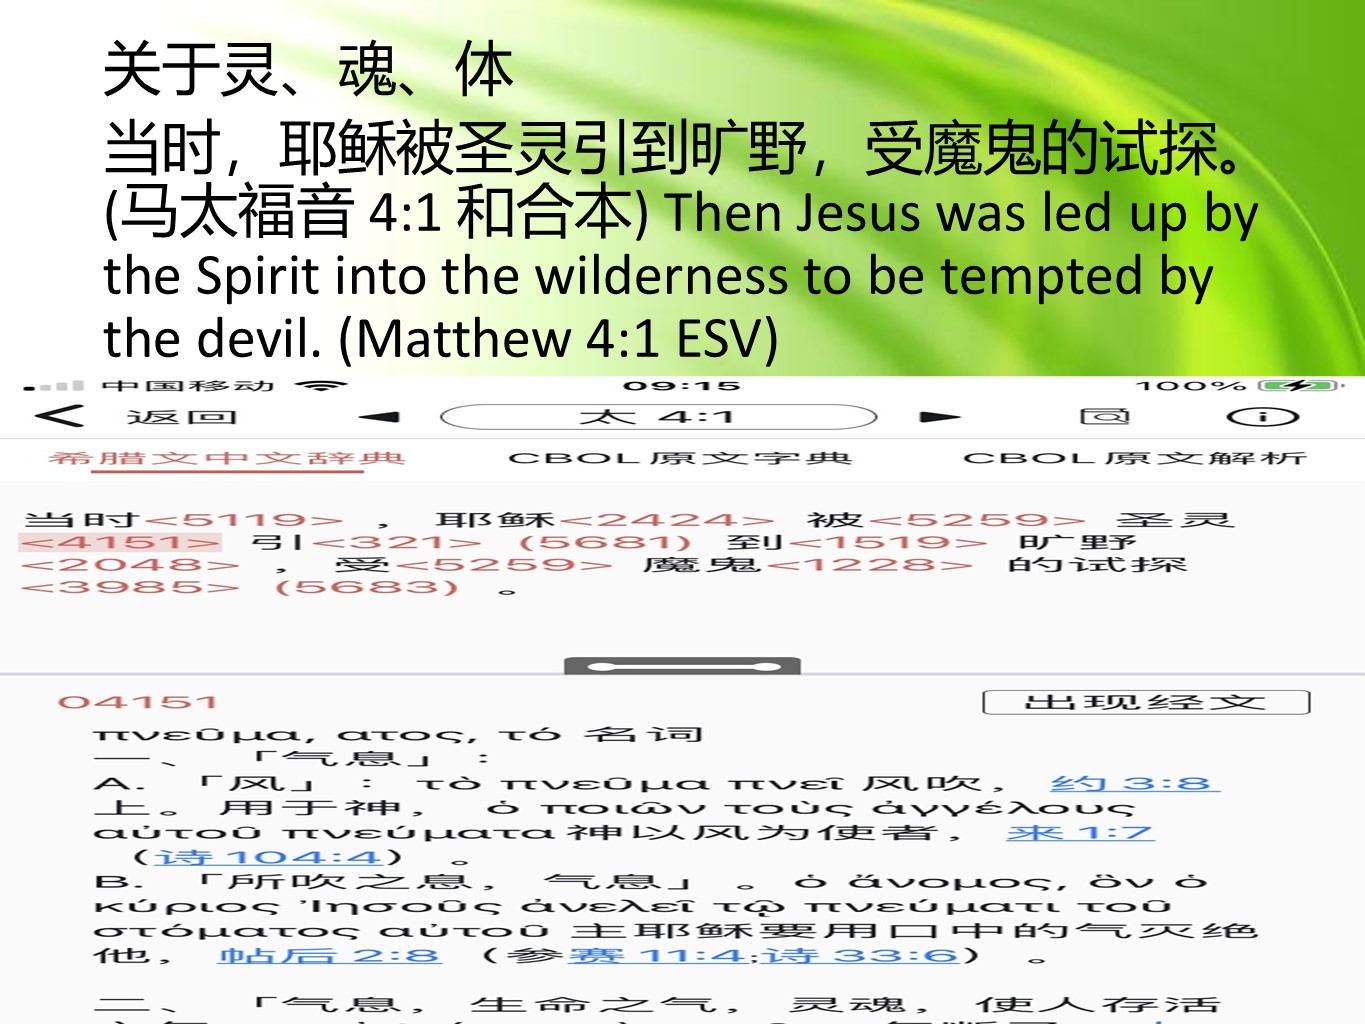 关于灵、魂、体
当时，耶稣被圣灵引到旷野，受魔鬼的试探。
(马太福音 4:1 和合本) Then Jesus was led up by
the Spirit into the wilderness to be tempted by
the devil. (Matthew 4:1 ESV)
中国移动 09:15 100%
返回 太 4:1
希腊文中文辞典 CBOL 原文字典 CBOL 原文解析
当时<5119> ， 耶稣<2424> 被<5259> 圣灵
<4151> 引<321> (5681) 到<1519> 旷野
<2048> ， 受<5259> 魔鬼<1228> 的试探
<3985> (5683) 。
04151 出现经文
πνεῦμα, ατος, τό 名词
一、 「气息」：
A. 「风」： τὸ πνεῦμα πνεῖ 风吹， 约 3:8
上。 用于神， ὁ ποιῶν τοὺς ἀγγέλους
αὐτοῦ πνεύματα 神以风为使者， 来 1:7
（诗 104:4） 。
B. 「所吹之息， 气息」 。 ὁ ἄνομος, ὃν ὁ
κύριος Ἰησοῦς ἀνελεῖ τῷ πνεύματι τοῦ
στόματος αὐτοῦ 主耶稣要用口中的气灭绝
他， 帖后 2:8 （参赛 11:4;诗 33:6） 。
二、 「气息， 生命之气， 灵魂， 使人存活